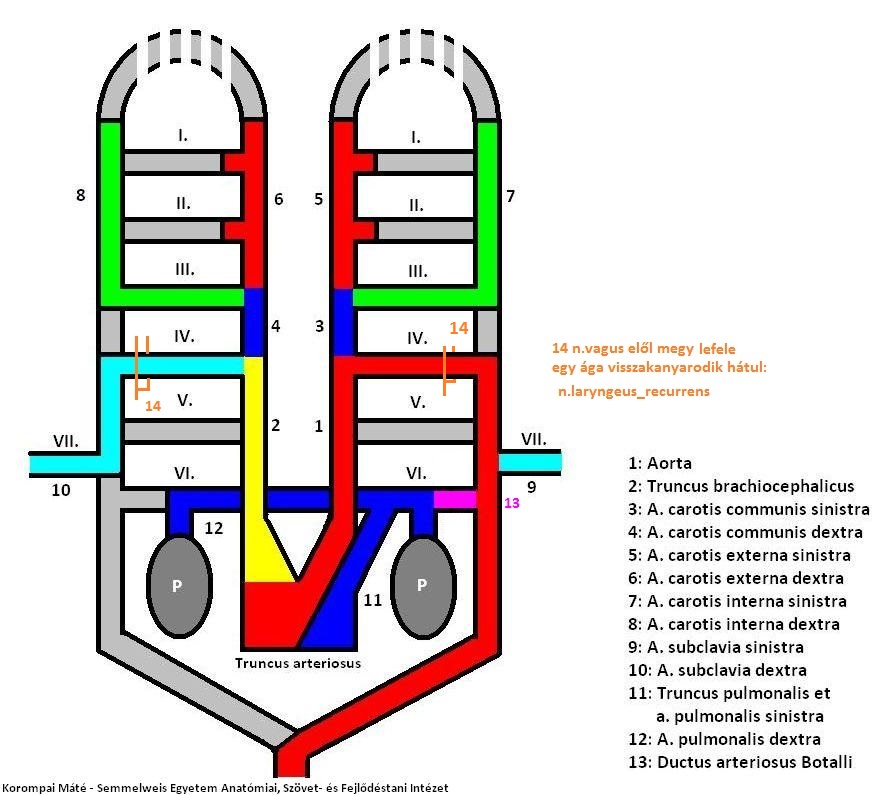 I.
I.
8
6
5
7
II.
II.
III.
III.
4
3
IV.
IV.
14
14 n.vagus elől megy lefele
egy ága visszakanyarodik hátul:
n.laryngeus_recurrens
14
V.
V.
2
1
VII.
VII.
VI.
VI.
10
9
13
12
P
P
11
Truncus arteriosus
1: Aorta
2: Truncus brachiocephalicus
3: A. carotis communis sinistra
4: A. carotis communis dextra
5: A. carotis externa sinistra
6: A. carotis externa dextra
7: A. carotis interna sinistra
8: A. carotis interna dextra
9: A. subclavia sinistra
10: A. subclavia dextra
11: Truncus pulmonalis et
a. pulmonalis sinistra
12: A. pulmonalis dextra
13: Ductus arteriosus Botalli
Korompai Máté - Semmelweis Egyetem Anatómiai, Szövet- és Fejlődéstani Intézet